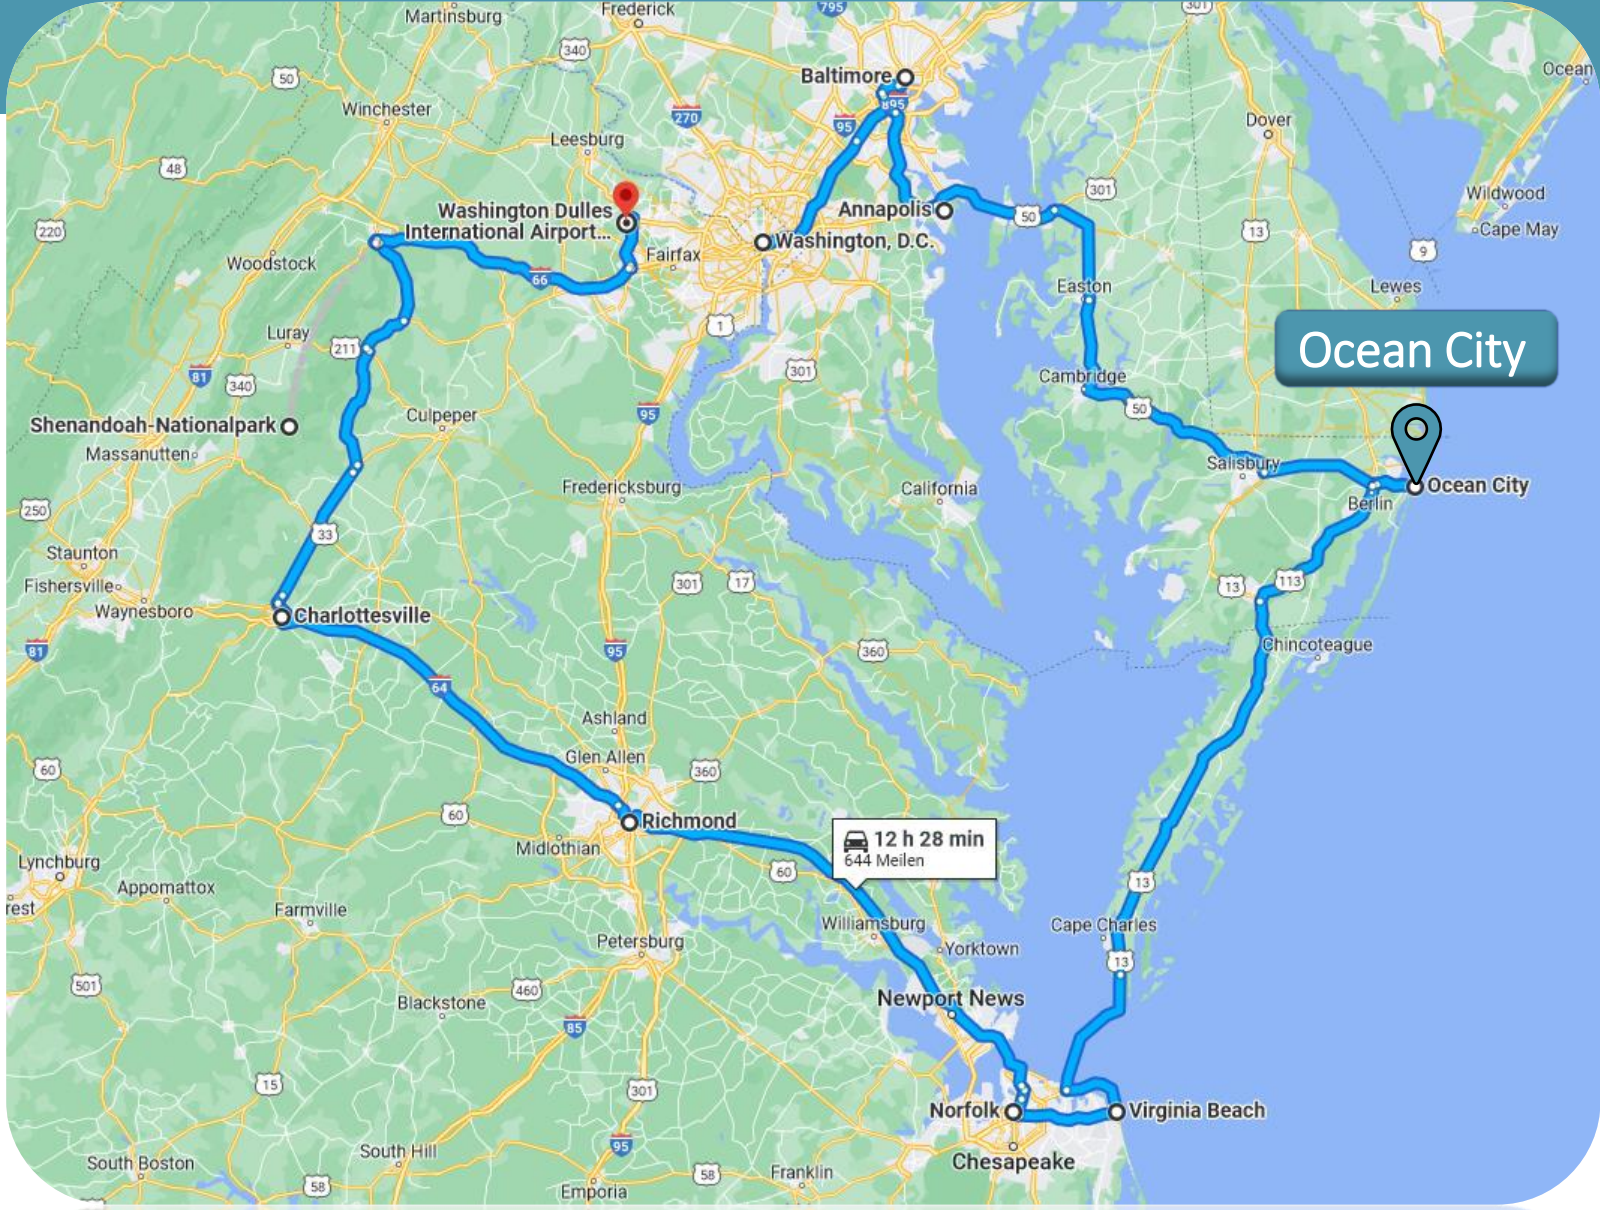 Martinsburg
Frederick
795
301
340
50
Baltimore
895
Ocean
Winchester
270
95
Dover
Leesburg
48
301
Wildwood
Washington Dulles
International Airport...
Annapolis
50
220
13
Cape May
Washington, D.C.
Woodstock
Fairfax
9
66
Easton
Lewes
1
Luray
211
Ocean City
301
81
340
Cambridge
50
95
Culpeper
Shenandoah-Nationalpark
Massanutten
Salisbury
Fredericksburg
California
Ocean City
Berlin
250
33
Staunton
Fishersville
301
17
13
113
Waynesboro
Charlottesville
81
95
360
Chincoteague
64
Ashland
Glen Allen
60
360
60
Richmond
12 h 28 min
644 Meilen
Midlothian
60
Lynchburg
13
Appomattox
rest
Farmville
Williamsburg
Cape Charles
Petersburg
Yorktown
13
501
460
Blackstone
Newport News
85
15
301
Norfolk
Virginia Beach
95
South Hill
Chesapeake
South Boston
58
58
Franklin
Emporia